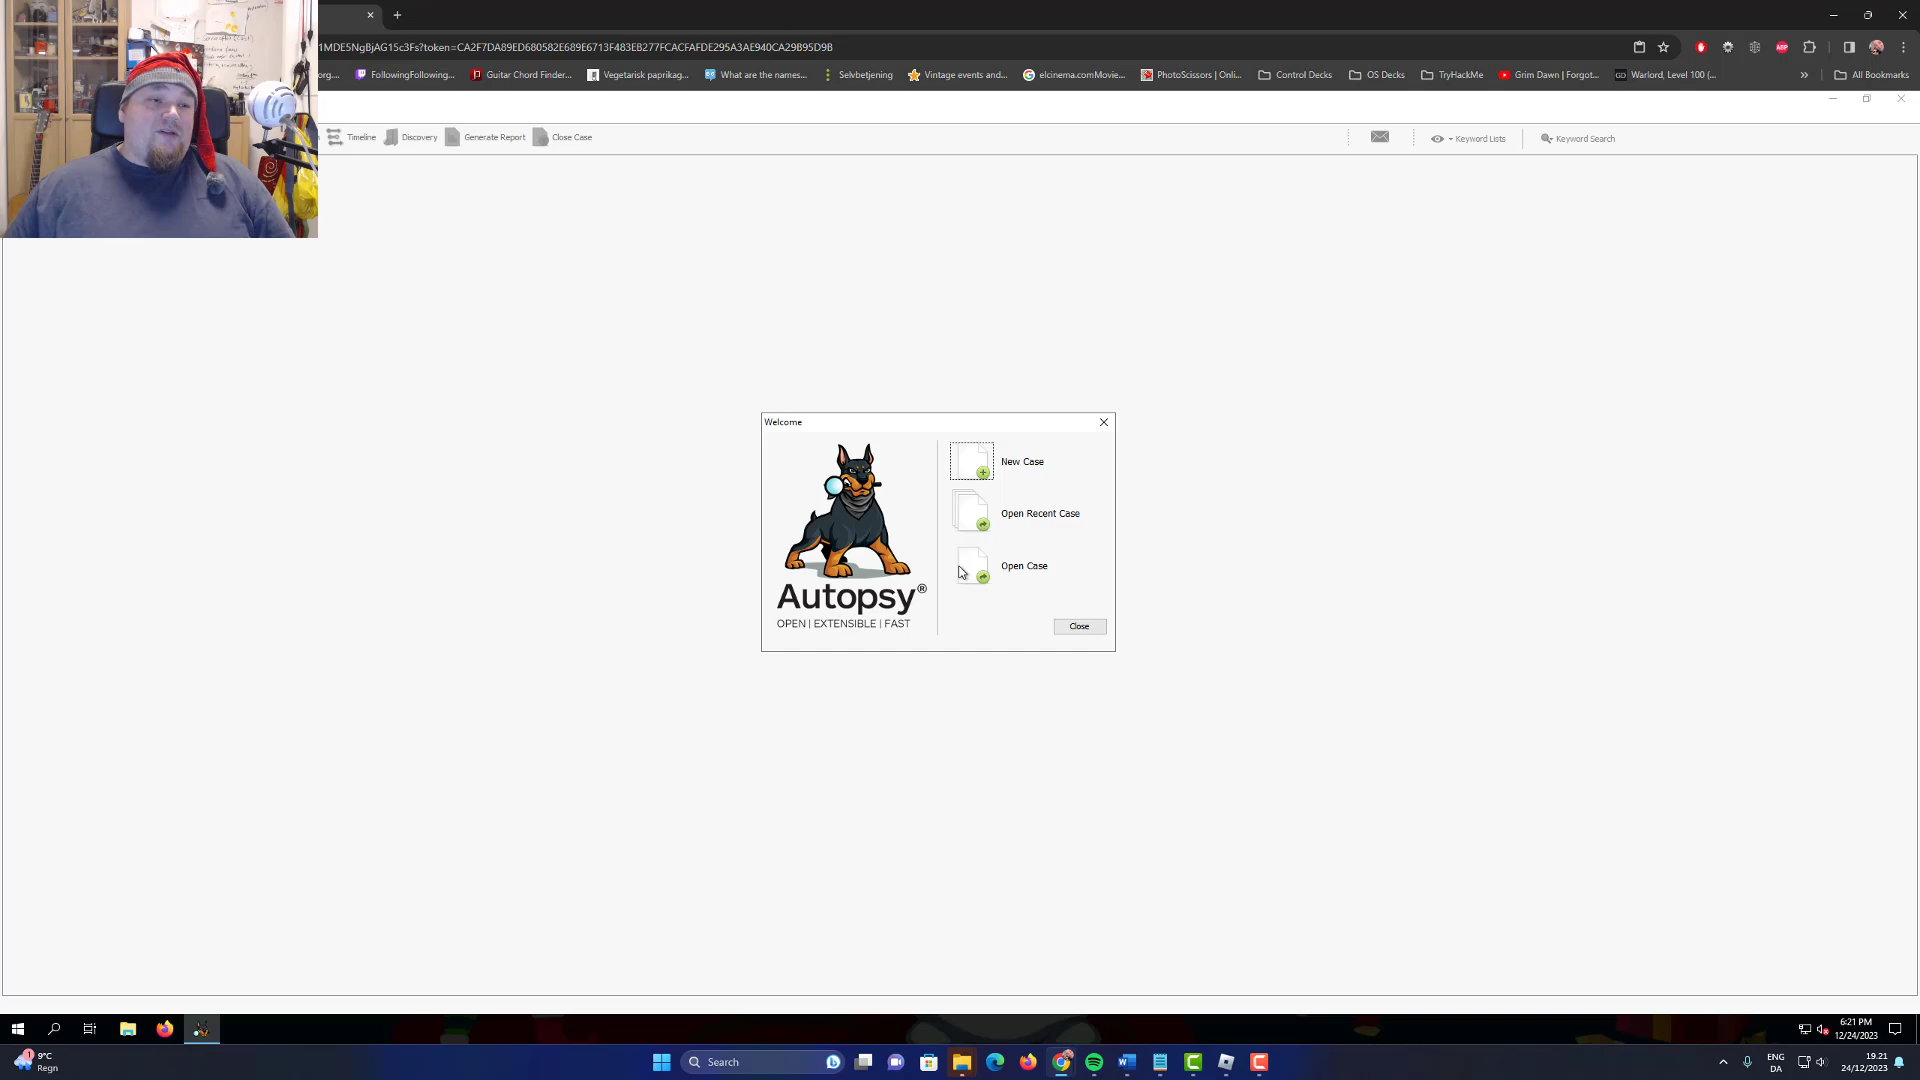 1MDE5NgBjAG15c3Fs?token=CA2F7DA89ED680582E689E6713F483EB277FCACFAFDE295A3AE940CA29B95D9B
org.... FollowingFollowing... Guitar Chord Finder... Vegetarisk paprikag... What are the names... Selvbetjening Vintage events and... elcinema.comMovie... PhotoScissors | Onli... Control Decks OS Decks TryHackMe Grim Dawn | Forgot... Warlord, Level 100 (... » All Bookmarks
Timeline Discovery Generate Report Close Case Keyword Lists Keyword Search
Welcome
New Case
Open Recent Case
Open Case
Autopsy®
OPEN | EXTENSIBLE | FAST
Close
6:21 PM
12/24/2023
1
9°C
Regn
Search
ENG
DA
19.21
24/12/2023